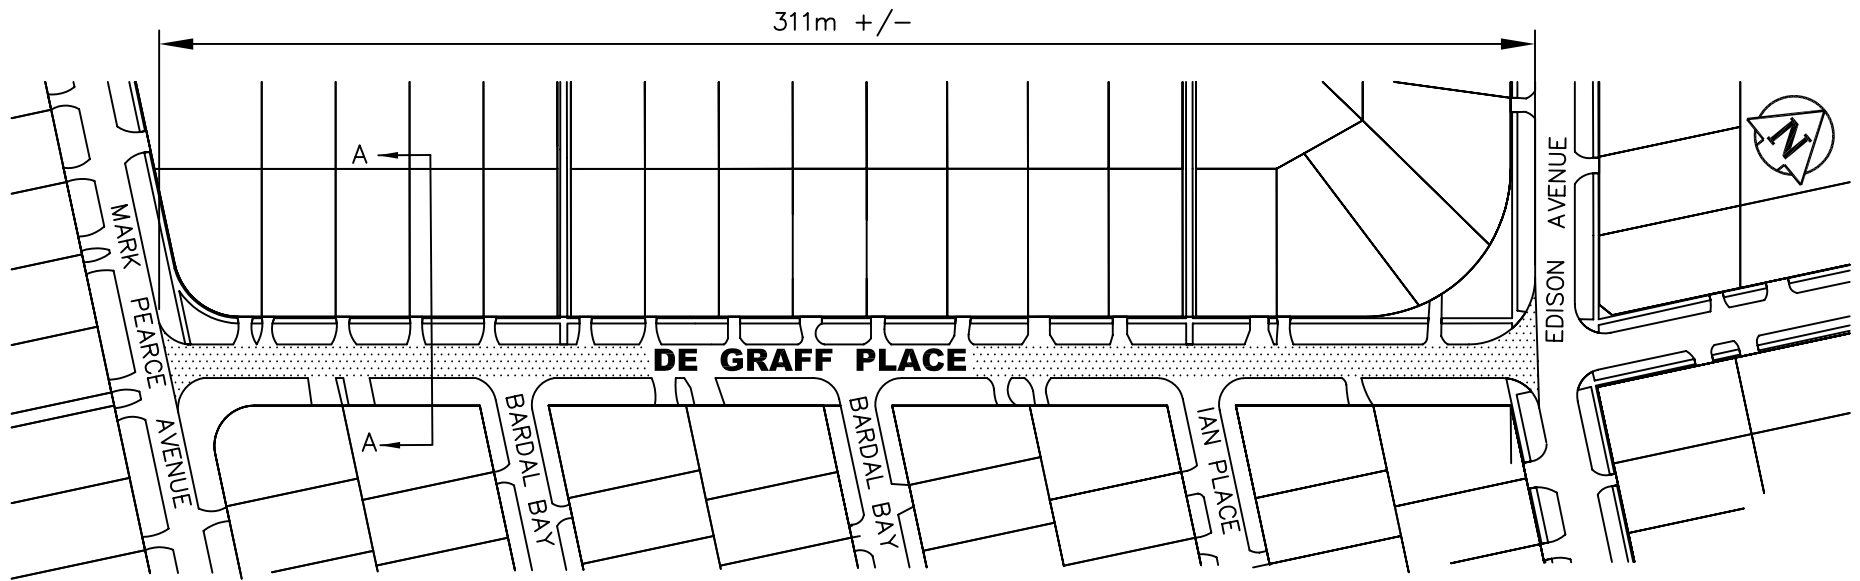 311m +/-
A
N
MARK PEARCE AVENUE
EDISON AVENUE
DE GRAFF PLACE
A
BARDAL BAY
BARDAL BAY
IAN PLACE